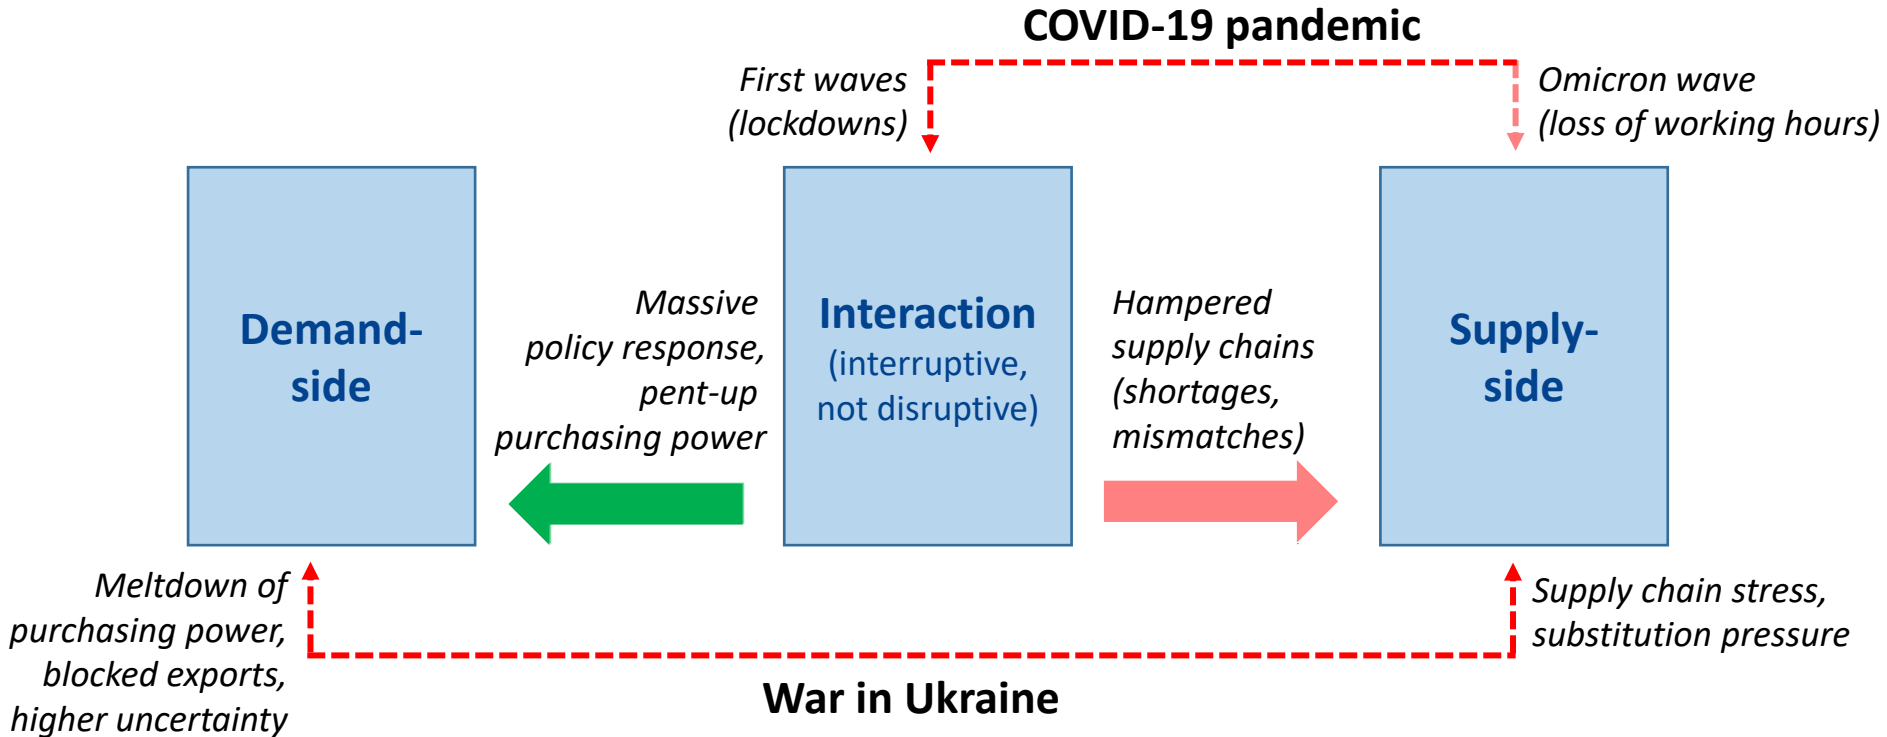 COVID-19 pandemic
First waves
(lockdowns)
Omicron wave
(loss of working hours)
Demand-
side
Massive
policy response,
pent-up
purchasing power
Interaction
(interruptive,
not disruptive)
Hampered
supply chains
(shortages,
mismatches)
Supply-
side
Meltdown of
purchasing power,
blocked exports,
higher uncertainty
Supply chain stress,
substitution pressure
War in Ukraine